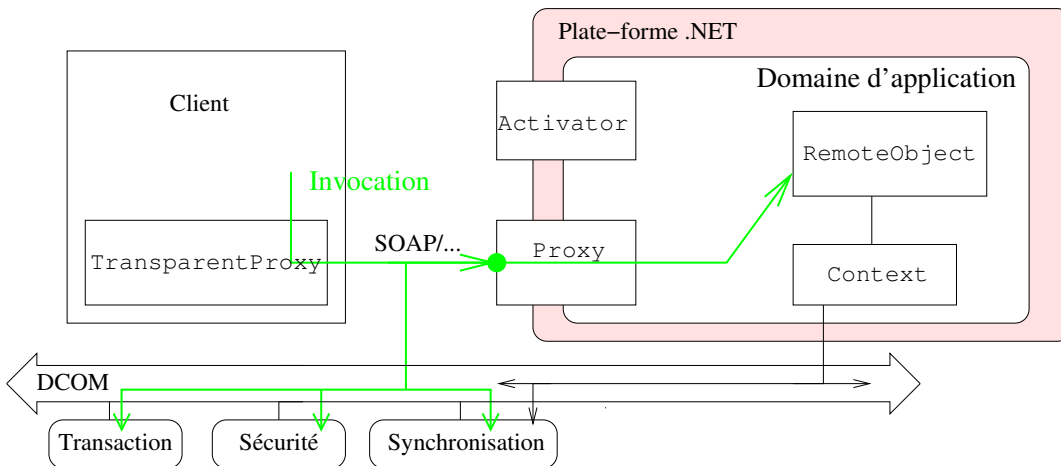 Plate−forme .NET
Domaine d'application
Client
Activator
RemoteObject
Invocation
SOAP/...
Proxy
TransparentProxy
Context
DCOM
Transaction
Sécurité
Synchronisation